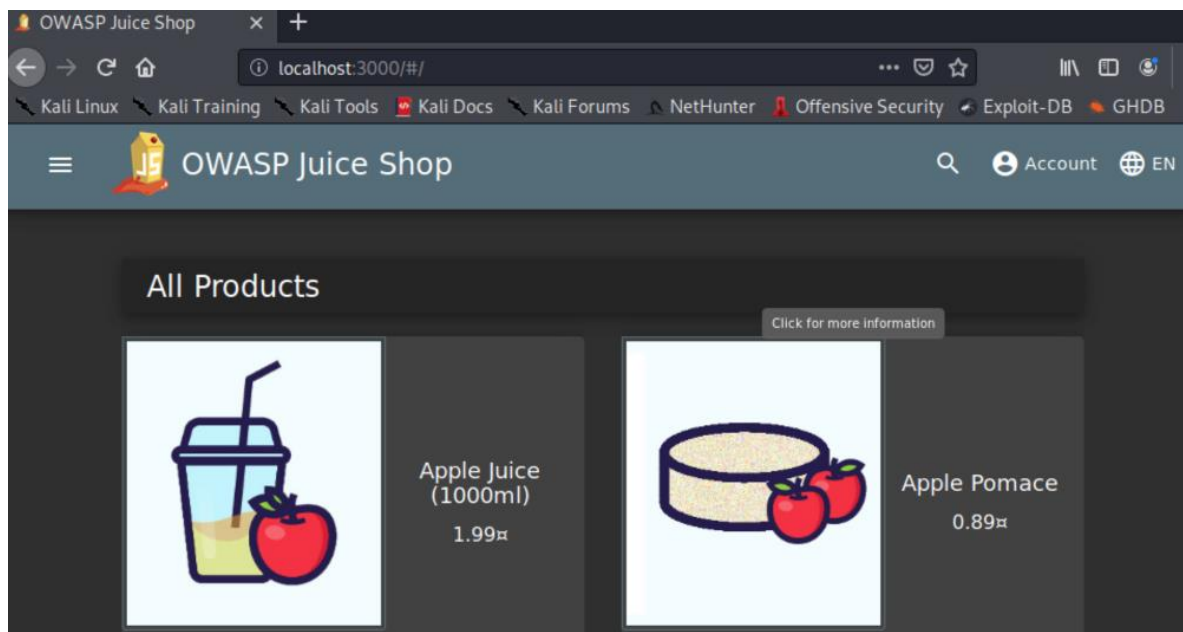 OWASP Juice Shop
localhost:3000/#/
Kali Linux Kali Training Kali Tools Kali Docs Kali Forums NetHunter Offensive Security Exploit-DB GHDB
JS OWASP Juice Shop Account EN
All Products
Click for more information
Apple Juice
(1000ml)
1.99¤
Apple Pomace
0.89¤